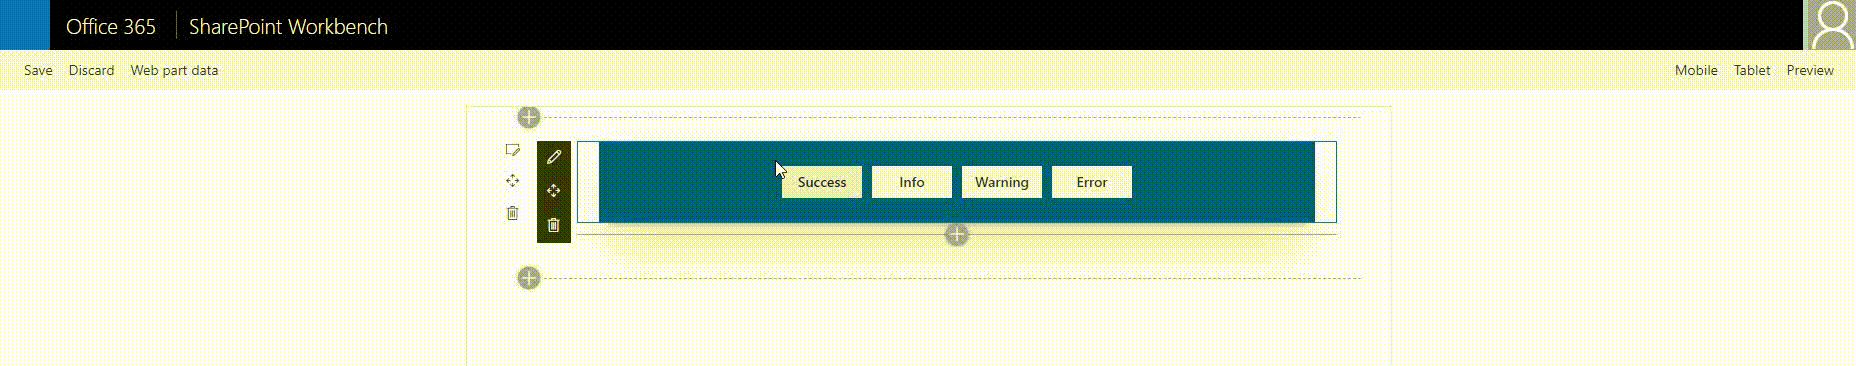 Office 365 SharePoint Workbench
Save Discard Web part data Mobile Tablet Preview
Success Info Warning Error